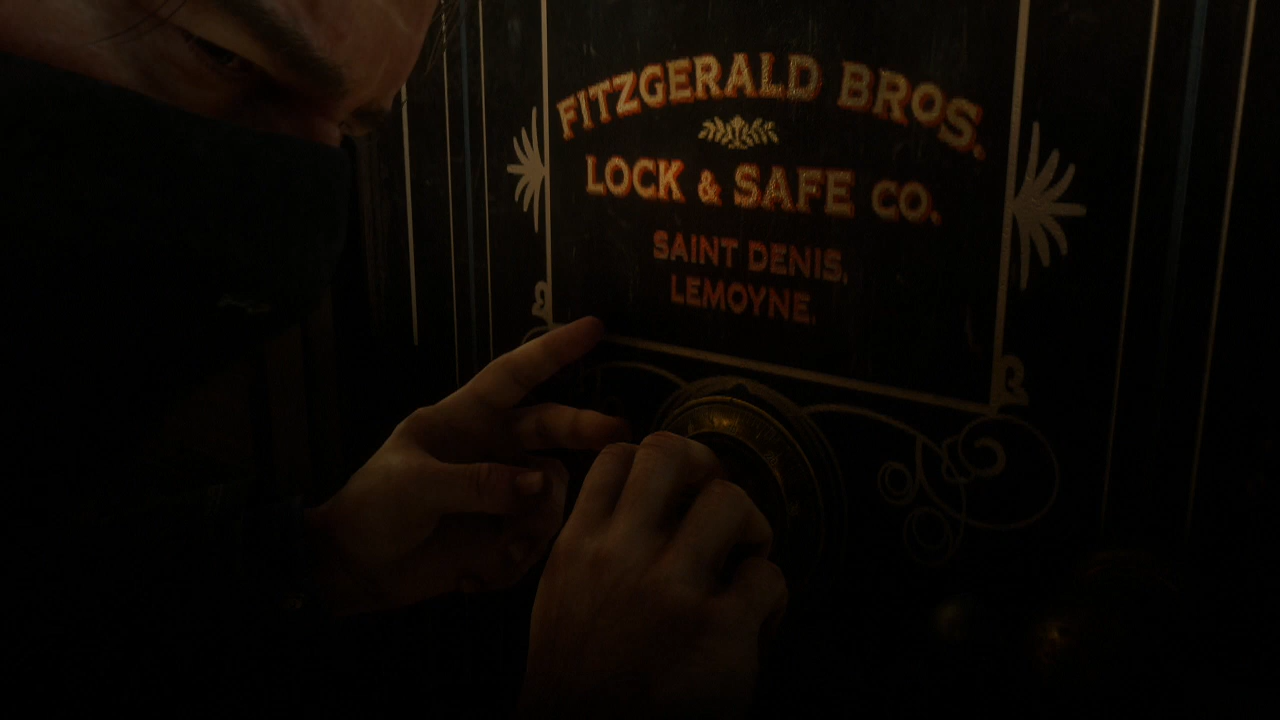 FITZGERALD BROS.
LOCK & SAFE CO.
SAINT DENIS,
LEMOYNE.